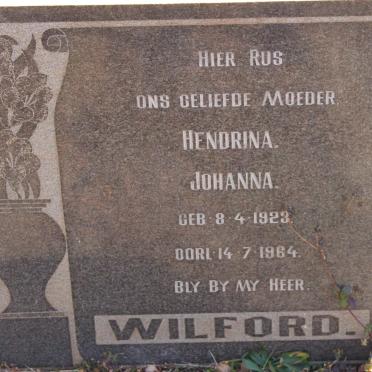 HIER RUS
ONS GELIEFDE MOEDER.
HENDRINA.
JOHANNA.
GEB 8-4-1923
OORL 14-7-1964.
BLY BY MY HEER.
WILFORD.